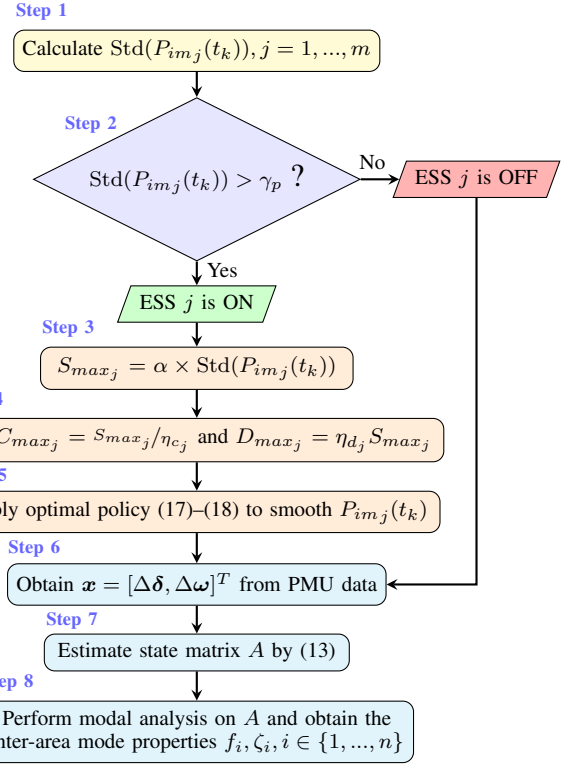 Step 1
Calculate Std(P_{im_j}(t_k)), j = 1, ..., m
Step 2
Std(P_{im_j}(t_k)) > γ_p ?
No
ESS j is OFF
Yes
ESS j is ON
Step 3
S_{max_j} = α × Std(P_{im_j}(t_k))
4
C_{max_j} = S_{max_j}/η_{c_j} and D_{max_j} = η_{d_j} S_{max_j}
5
optimal policy (17)–(18) to smooth P_{im_j}(t_k)
Step 6
Obtain x = [Δδ, Δω]^T from PMU data
Step 7
Estimate state matrix A by (13)
8
Perform modal analysis on A and obtain the
mode properties f_i, ζ_i, i ∈ {1, ..., n}